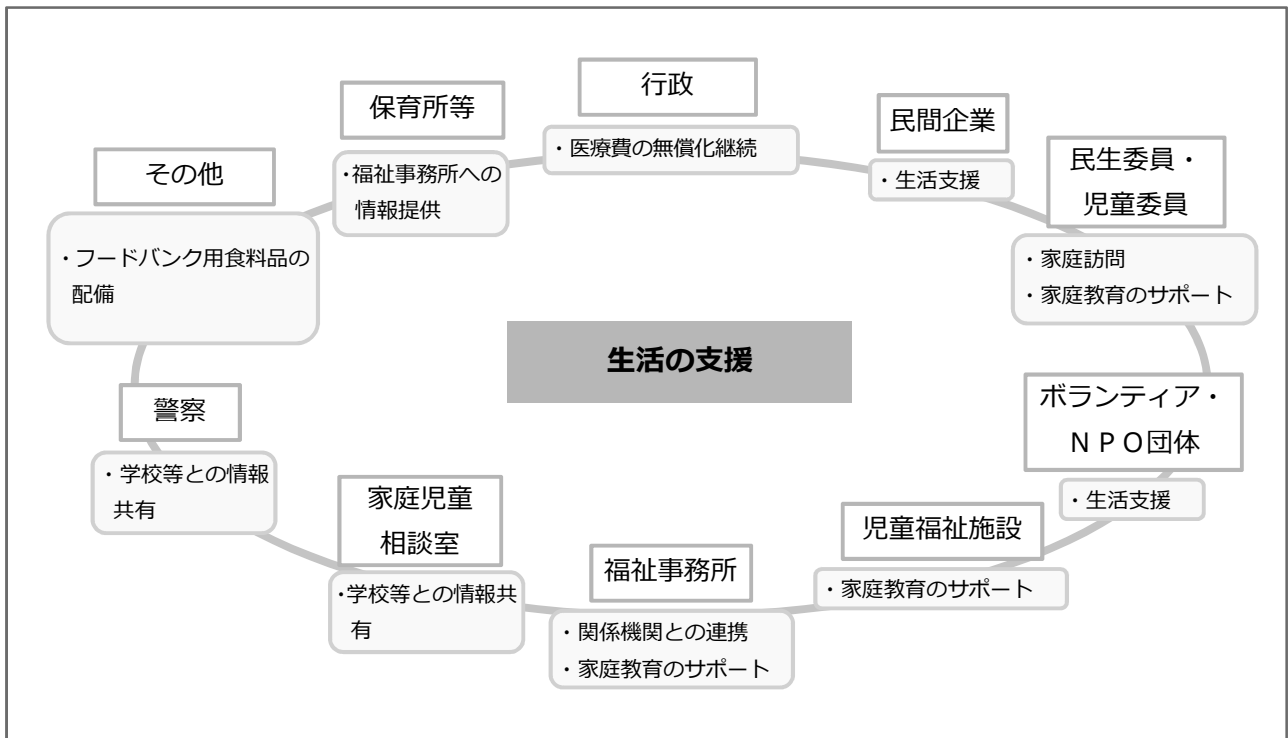 行政
・医療費の無償化継続
民間企業
・生活支援
民生委員・
児童委員
・家庭訪問
・家庭教育のサポート
ボランティア・
ＮＰＯ団体
・生活支援
児童福祉施設
・家庭教育のサポート
福祉事務所
・関係機関との連携
・家庭教育のサポート
家庭児童
相談室
・学校等との情報共
有
警察
・学校等との情報
共有
その他
・フードバンク用食料品の
配備
保育所等
・福祉事務所への
情報提供
生活の支援